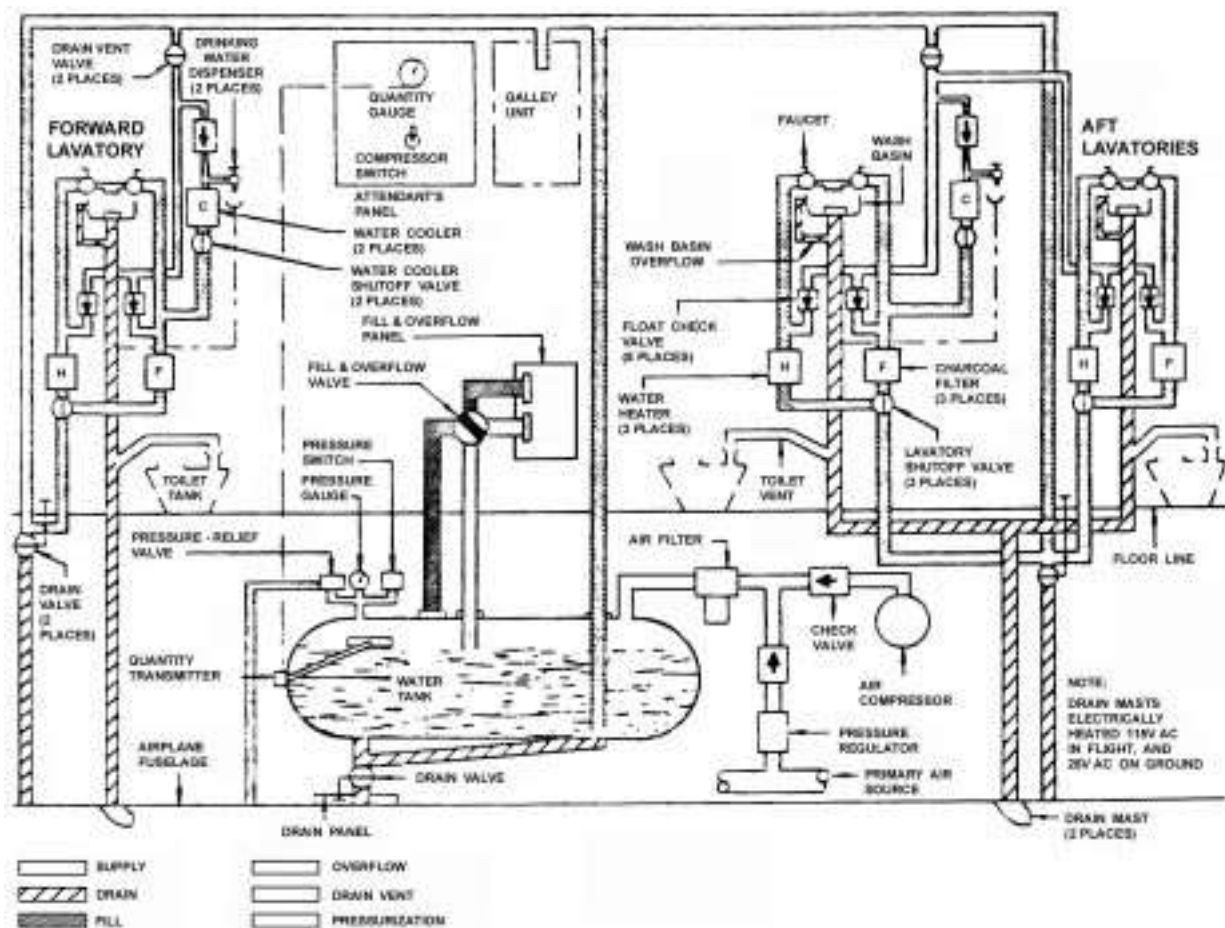 DRAIN VENT
VALVE
(2 PLACES)
DRINKING
WATER
DISPENSER
(2 PLACES)
FORWARD
LAVATORY
QUANTITY
GAUGE
COMPRESSOR
SWITCH
ATTENDANT'S
PANEL
GALLEY
UNIT
WATER COOLER
(2 PLACES)
WATER COOLER
SHUTOFF VALVE
(2 PLACES)
FILL & OVERFLOW
PANEL
FILL & OVERFLOW
VALVE
C
H
F
FAUCET
WASH
BASIN
AFT
LAVATORIES
C
WASH BASIN
OVERFLOW
FLOAT CHECK
VALVE
PLACES)
H
F
H
F
WATER
HEATER
(3 PLACES)
CHARCOAL
FILTER
(3 PLACES)
LAVATORY
SHUTOFF VALVE
PLACES)
TOILET
VENT
TOILET
TANK
PRESSURE
SWITCH
PRESSURE
GAUGE
PRESSURE - RELIEF
VALVE
DRAIN
VALVE
(2
PLACES)
QUANTITY
TRANSMITTER
WATER
TANK
AIRPLANE
FUSELAGE
DRAIN VALVE
DRAIN PANEL
AIR FILTER
CHECK
VALVE
AIR
COMPRESSOR
PRESSURE
REGULATOR
PRIMARY AIR
SOURCE
FLOOR LINE
NOTE:
DRAIN MASTS
ELECTRICALLY
HEATED 115V AC
IN FLIGHT, AND
28V AC ON GROUND
DRAIN MAST
(2 PLACES)
SUPPLY
DRAIN
FILL
OVERFLOW
DRAIN VENT
PRESSURIZATION